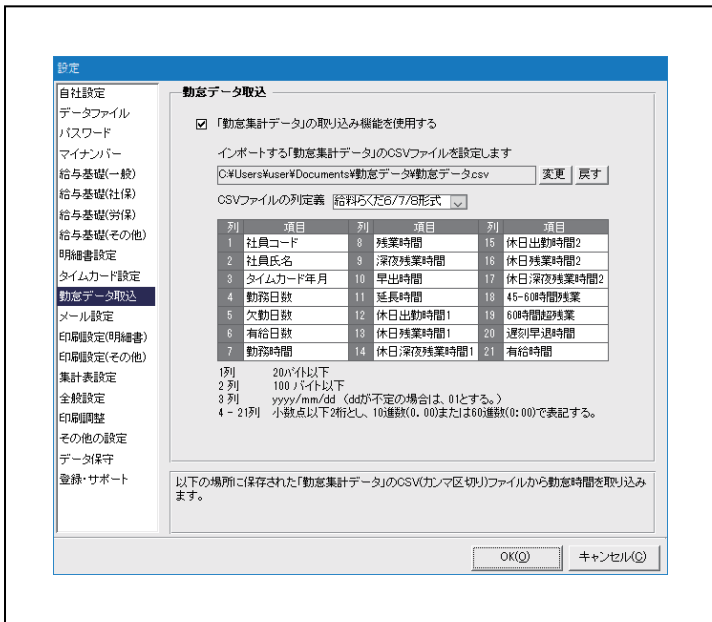 設定
自社設定
データファイル
パスワード
マイナンバー
給与基礎(一般)
給与基礎(社保)
給与基礎(労保)
給与基礎(その他)
明細書設定
タイムカード設定
勤怠データ取込
メール設定
印刷設定(明細書)
印刷設定(その他)
集計表設定
全般設定
印刷調整
その他の設定
データ保守
登録・サポート
勤怠データ取込
「勤怠集計データ」の取り込み機能を使用する
インポートする「勤怠集計データ」のCSVファイルを設定します
C:¥Users¥user¥Documents¥勤怠データ¥勤怠データ.csv 変更 戻す
CSVファイルの列定義 給料らくだ6/7/8形式
列 項目 列 項目 列 項目
1 社員コード 8 残業時間 15 休日出勤時間2
2 社員氏名 9 深夜残業時間 16 休日残業時間2
3 タイムカード年月 10 早出時間 17 休日深夜残業時間2
4 勤務日数 11 延長時間 18 45-60時間残業
5 欠勤日数 12 休日出勤時間1 19 60時間超残業
6 有給日数 13 休日残業時間1 20 遅刻早退時間
7 勤務時間 14 休日深夜残業時間1 21 有給時間
1列 20バイト以下
2列 100バイト以下
3列 yyyy/mm/dd (ddが不定の場合は、01とする。)
4 - 21列 小数点以下2桁とし、10進数(0.00)または60進数(0:00)で表記する。
以下の場所に保存された「勤怠集計データ」のCSV(カンマ区切り)ファイルから勤怠時間を取り込み
ます。
OK(O) キャンセル(C)